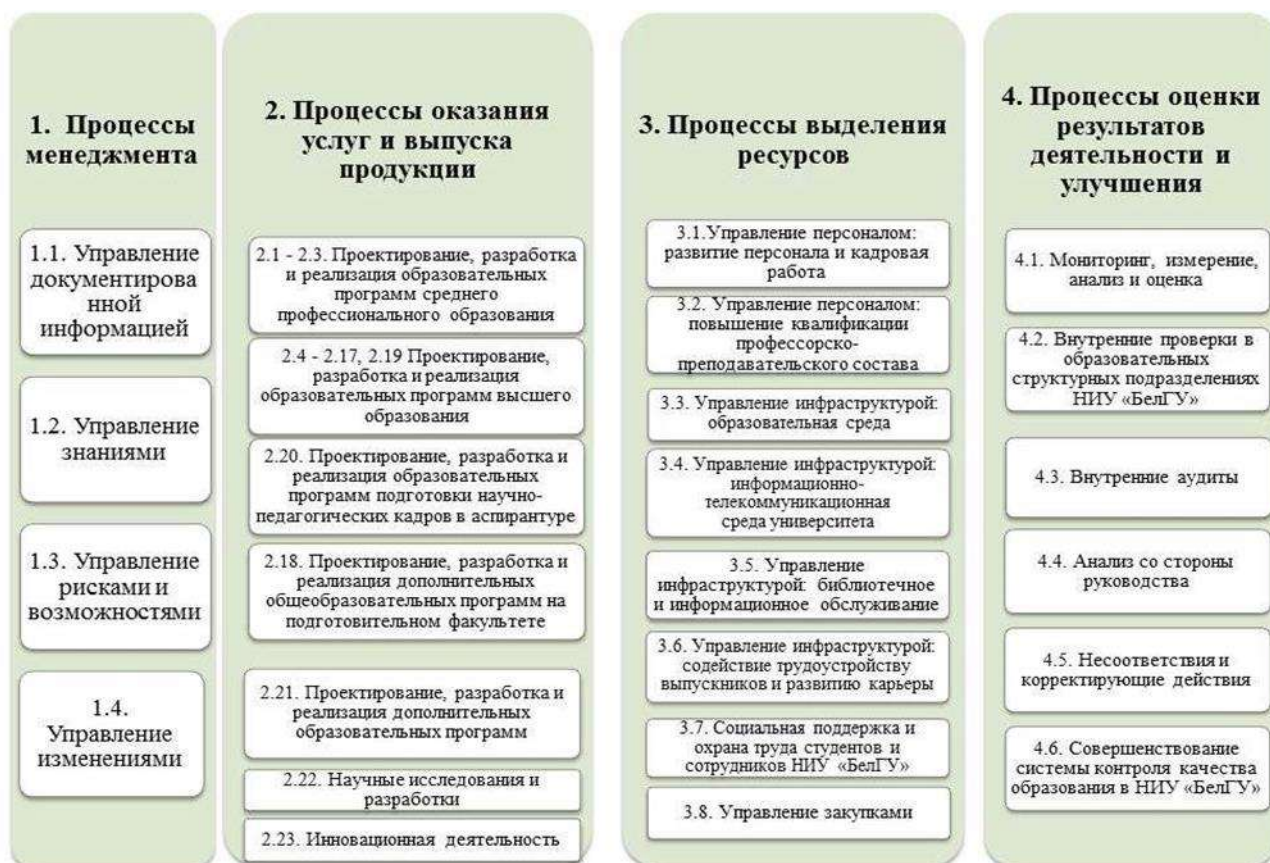 1. Процессы
менеджмента
1.1. Управление
документирова
нной
информацией
1.2. Управление
знаниями
1.3. Управление
рисками и
возможностями
1.4.
Управление
изменениями
2. Процессы оказания
услуг и выпуска
продукции
2.1 - 2.3. Проектирование, разработка
и реализация образовательных
программ среднего
профессионального образования
2.4 - 2.17, 2.19 Проектирование,
разработка и реализация
образовательных программ высшего
образования
2.20. Проектирование, разработка и
реализация образовательных
программ подготовки научно-
педагогических кадров в аспирантуре
2.18. Проектирование, разработка и
реализация дополнительных
общеобразовательных программ на
подготовительном факультете
2.21. Проектирование, разработка и
реализация дополнительных
образовательных программ
2.22. Научные исследования и
разработки
2.23. Инновационная деятельность
3. Процессы выделения
ресурсов
3.1.Управление персоналом:
развитие персонала и кадровая
работа
3.2. Управление персоналом:
повышение квалификации
профессорско-
преподавательского состава
3.3. Управление инфраструктурой:
образовательная среда
3.4. Управление инфраструктурой:
информационно-
телекоммуникационная
среда университета
3.5. Управление
инфраструктурой: библиотечное
и информационное обслуживание
3.6. Управление инфраструктурой:
содействие трудоустройству
выпускников и развитию карьеры
3.7. Социальная поддержка и
охрана труда студентов и
сотрудников НИУ «БелГУ»
3.8. Управление закупками
4. Процессы оценки
результатов
деятельности и
улучшения
4.1. Мониторинг, измерение,
анализ и оценка
4.2. Внутренние проверки в
образовательных
структурных подразделениях
НИУ «БелГУ»
4.3. Внутренние аудиты
4.4. Анализ со стороны
руководства
4.5. Несоответствия и
корректирующие действия
4.6. Совершенствование
системы контроля качества
образования в НИУ «БелГУ»